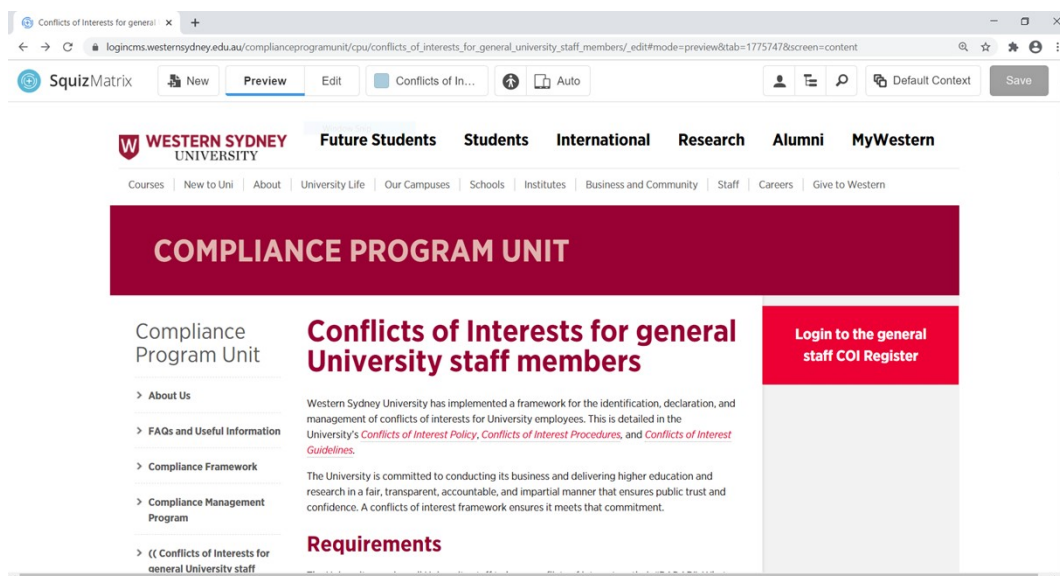 Conflicts of Interests for general
logincms.westernsydney.edu.au/complianceprogramunit/cpu/conflicts_of_interests_for_general_university_staff_members/_edit#mode=preview&tab=1775747&screen=content
SquizMatrix New Preview Edit Conflicts of In... Auto Default Context Save
W WESTERN SYDNEY
UNIVERSITY
Future Students Students International Research Alumni MyWestern
Courses New to Uni About University Life Our Campuses Schools Institutes Business and Community Staff Careers Give to Western
COMPLIANCE PROGRAM UNIT
Compliance
Program Unit
> About Us
> FAQs and Useful Information
> Compliance Framework
> Compliance Management
Program
> (( Conflicts of Interests for
general University staff
Conflicts of Interests for general
University staff members
Western Sydney University has implemented a framework for the identification, declaration, and
management of conflicts of interests for University employees. This is detailed in the
University's Conflicts of Interest Policy, Conflicts of Interest Procedures, and Conflicts of Interest
Guidelines.
The University is committed to conducting its business and delivering higher education and
research in a fair, transparent, accountable, and impartial manner that ensures public trust and
confidence. A conflicts of interest framework ensures it meets that commitment.
Requirements
Login to the general
staff COI Register